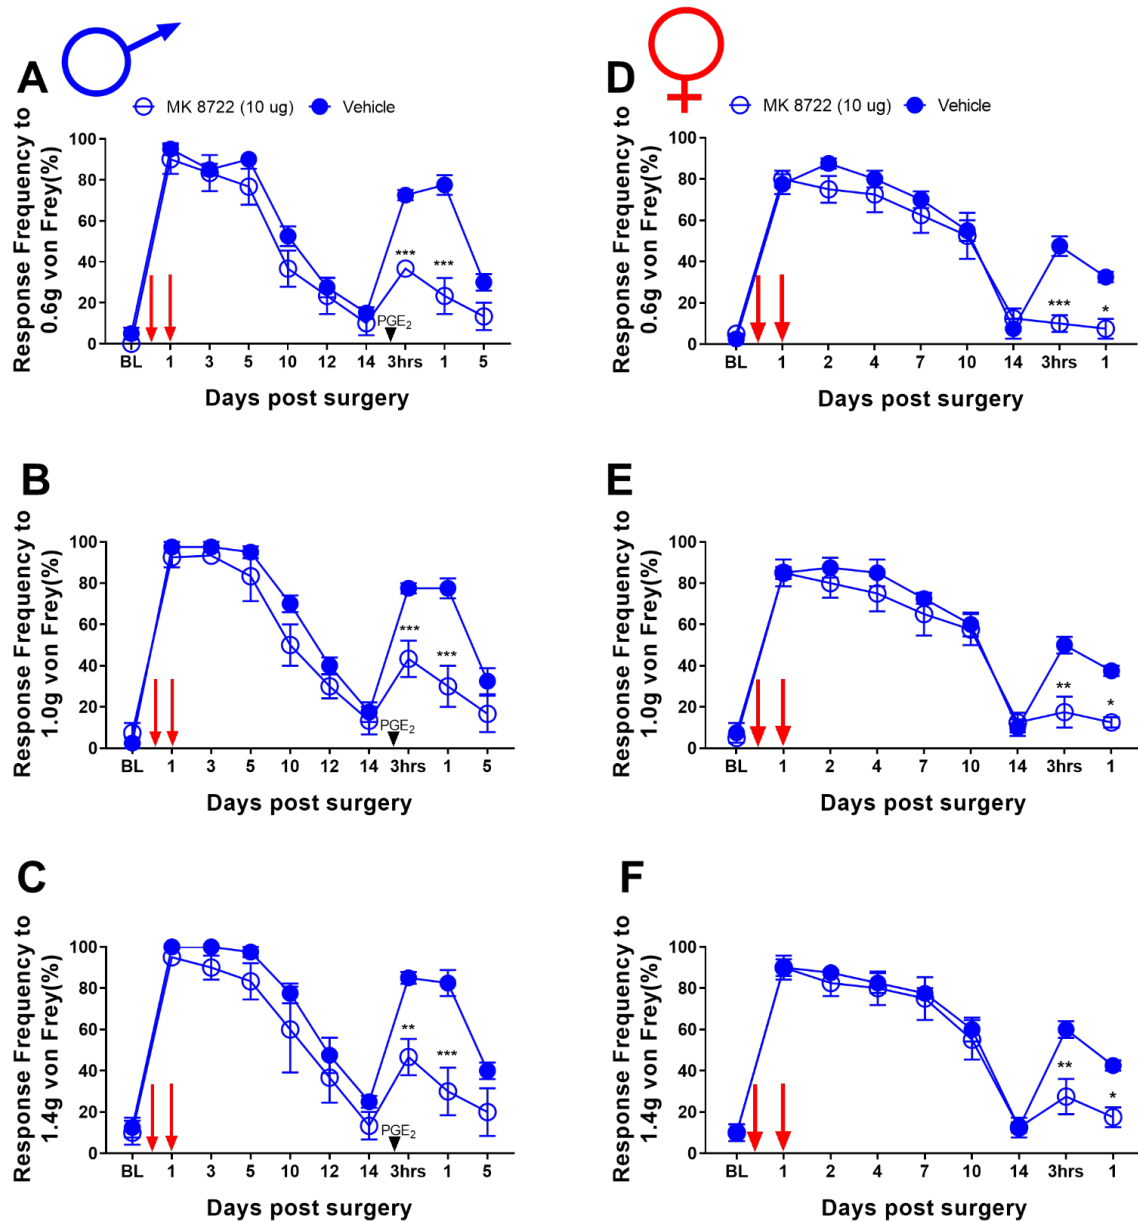 A
MK 8722 (10 ug) Vehicle
Response Frequency to
0.6g von Frey(%)
100
80
60
40
20
0
*** ***
PGE2
BL 1 3 5 10 12 14 3hrs 1 5
Days post surgery
D
MK 8722 (10 ug) Vehicle
Response Frequency to
0.6g von Frey(%)
100
80
60
40
20
0
*** *
BL 1 2 4 7 10 14 3hrs 1
Days post surgery
B
Response Frequency to
1.0g von Frey(%)
100
80
60
40
20
0
*** ***
PGE2
BL 1 3 5 10 12 14 3hrs 1 5
Days post surgery
E
Response Frequency to
1.0g von Frey(%)
100
80
60
40
20
0
** *
BL 1 2 4 7 10 14 3hrs 1
Days post surgery
C
Response Frequency to
1.4g von Frey(%)
100
80
60
40
20
0
** ***
PGE2
BL 1 3 5 10 12 14 3hrs 1 5
Days post surgery
F
Response Frequency to
1.4g von Frey(%)
100
80
60
40
20
0
** *
BL 1 2 4 7 10 14 3hrs 1
Days post surgery